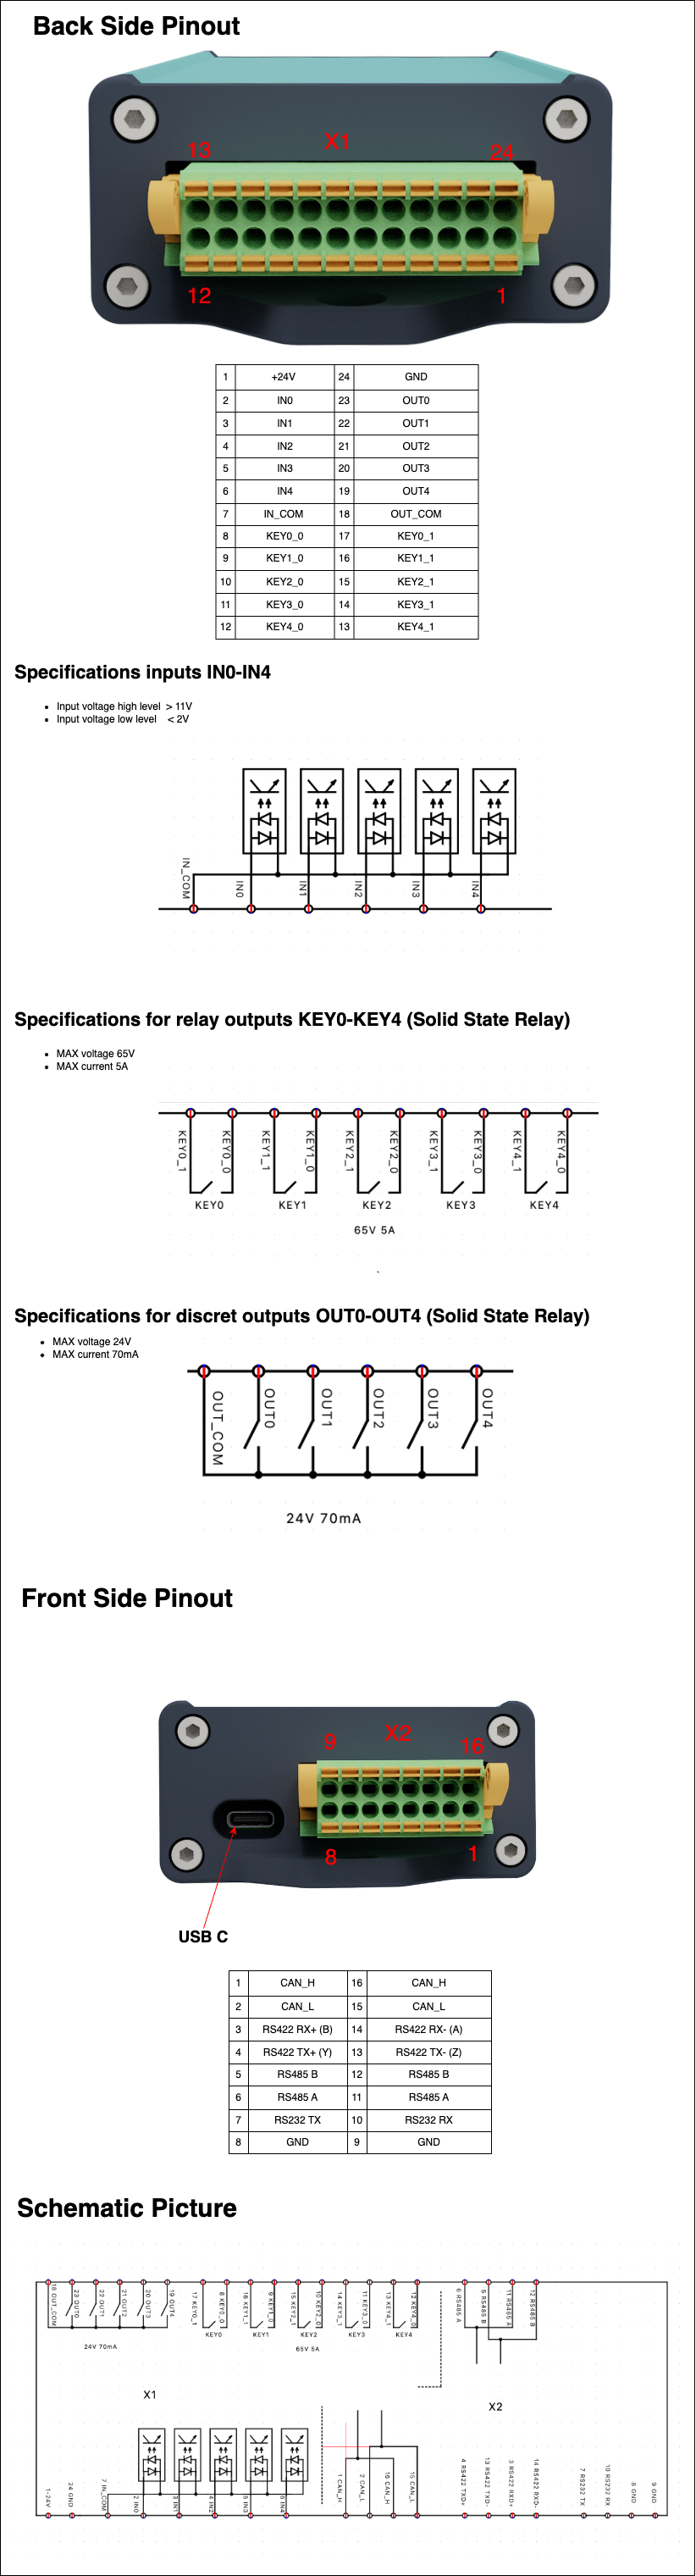 Back Side Pinout
13 X1 24
12 1
1 +24V 24 GND
2 IN0 23 OUT0
3 IN1 22 OUT1
4 IN2 21 OUT2
5 IN3 20 OUT3
6 IN4 19 OUT4
7 IN_COM 18 OUT_COM
8 KEY0_0 17 KEY0_1
9 KEY1_0 16 KEY1_1
10 KEY2_0 15 KEY2_1
11 KEY3_0 14 KEY3_1
12 KEY4_0 13 KEY4_1
Specifications inputs IN0-IN4
• Input voltage high level > 11V
• Input voltage low level < 2V
IN_COM IN0 IN1 IN2 IN3 IN4
Specifications for relay outputs KEY0-KEY4 (Solid State Relay)
• MAX voltage 65V
• MAX current 5A
KEY0_1 KEY0_0 KEY1_1 KEY1_0 KEY2_1 KEY2_0 KEY3_1 KEY3_0 KEY4_1 KEY4_0
KEY0 KEY1 KEY2 KEY3 KEY4
65V 5A
Specifications for discret outputs OUT0-OUT4 (Solid State Relay)
• MAX voltage 24V
• MAX current 70mA
OUT_COM OUT0 OUT1 OUT2 OUT3 OUT4
24V 70mA
Front Side Pinout
9 X2 16
8 1
USB C
1 CAN_H 16 CAN_H
2 CAN_L 15 CAN_L
3 RS422 RX+ (B) 14 RS422 RX- (A)
4 RS422 TX+ (Y) 13 RS422 TX- (Z)
5 RS485 B 12 RS485 B
6 RS485 A 11 RS485 A
7 RS232 TX 10 RS232 RX
8 GND 9 GND
Schematic Picture
18 OUT_COM 23 OUT0 22 OUT1 21 OUT2 20 OUT3 19 OUT4 17 KEY0_1 8 KEY0_0 16 KEY1_1 9 KEY1_0 15 KEY2_1 10 KEY2_0 14 KEY3_1 11 KEY3_0 13 KEY4_1 12 KEY4_0 6 RS485 A 5 RS485 B 11 RS485 A 12 RS485 B
KEY0 KEY1 KEY2 KEY3 KEY4
24V 70mA 65V 5A
X1 X2
1-24V 24 GND 7 IN_COM 2 IN0 3 IN1 4 IN2 5 IN3 6 IN4 1 CAN_H 2 CAN_L 16 CAN_H 15 CAN_L 4 RS422 TXD+ 13 RS422 TXD- 3 RS422 RXD+ 14 RS422 RXD- 7 RS232 TX 10 RS232 RX 8 GND 9 GND